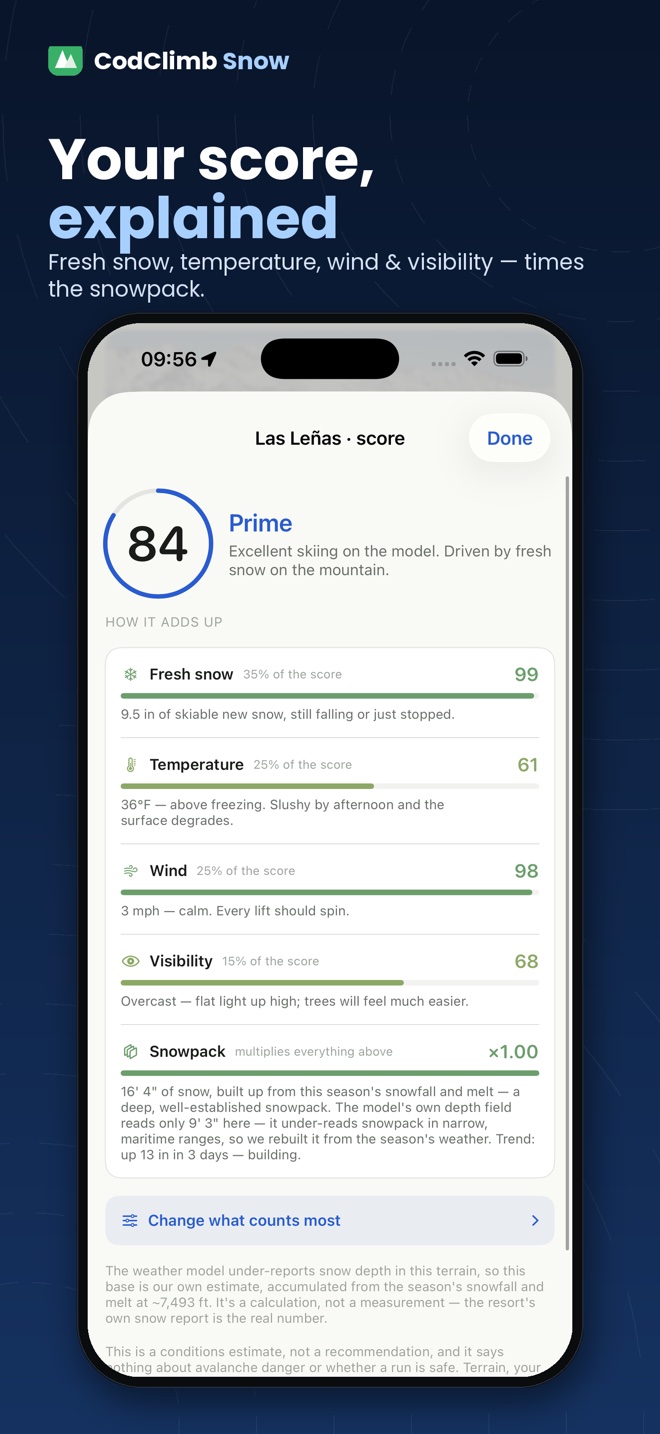 CodClimb Snow
Your score,
explained
Fresh snow, temperature, wind & visibility — times
the snowpack.
09:56
Las Leñas · score
Done
84
Prime
Excellent skiing on the model. Driven by fresh
snow on the mountain.
HOW IT ADDS UP
Fresh snow 35% of the score 99
9.5 in of skiable new snow, still falling or just stopped.
Temperature 25% of the score 61
36°F — above freezing. Slushy by afternoon and the
surface degrades.
Wind 25% of the score 98
3 mph — calm. Every lift should spin.
Visibility 15% of the score 68
Overcast — flat light up high; trees will feel much easier.
Snowpack multiplies everything above ×1.00
16' 4" of snow, built up from this season's snowfall and melt — a
deep, well-established snowpack. The model's own depth field
reads only 9' 3" here — it under-reads snowpack in narrow,
maritime ranges, so we rebuilt it from the season's weather. Trend:
up 13 in in 3 days — building.
Change what counts most
The weather model under-reports snow depth in this terrain, so this
base is our own estimate, accumulated from the season's snowfall and
melt at ~7,493 ft. It's a calculation, not a measurement — the resort's
own snow report is the real number.
This is a conditions estimate, not a recommendation, and it says
nothing about avalanche danger or whether a run is safe. Terrain, your